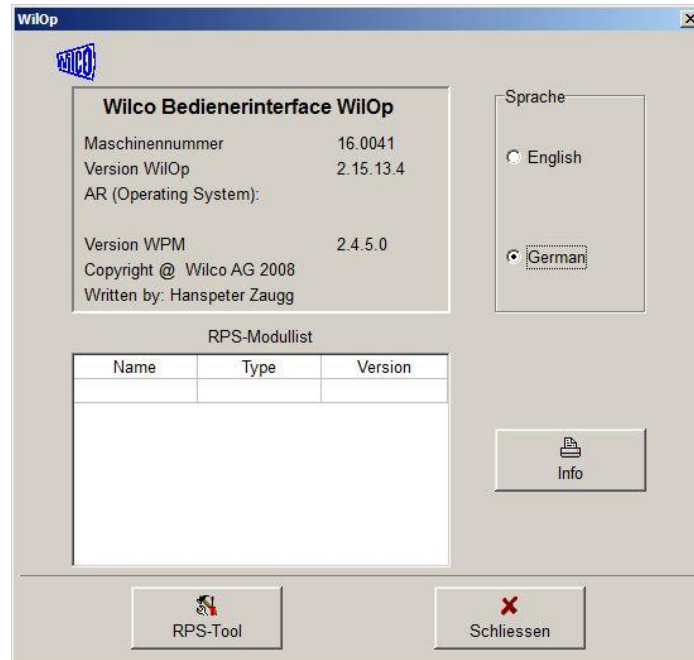 WilOp
WILCO
Wilco Bedienerinterface WilOp
Maschinennummer 16.0041
Version WilOp 2.15.13.4
AR (Operating System):
Version WPM 2.4.5.0
Copyright @ Wilco AG 2008
Written by: Hanspeter Zaugg
Sprache
English
German
RPS-Modullist
Name Type Version
Info
RPS-Tool
Schliessen